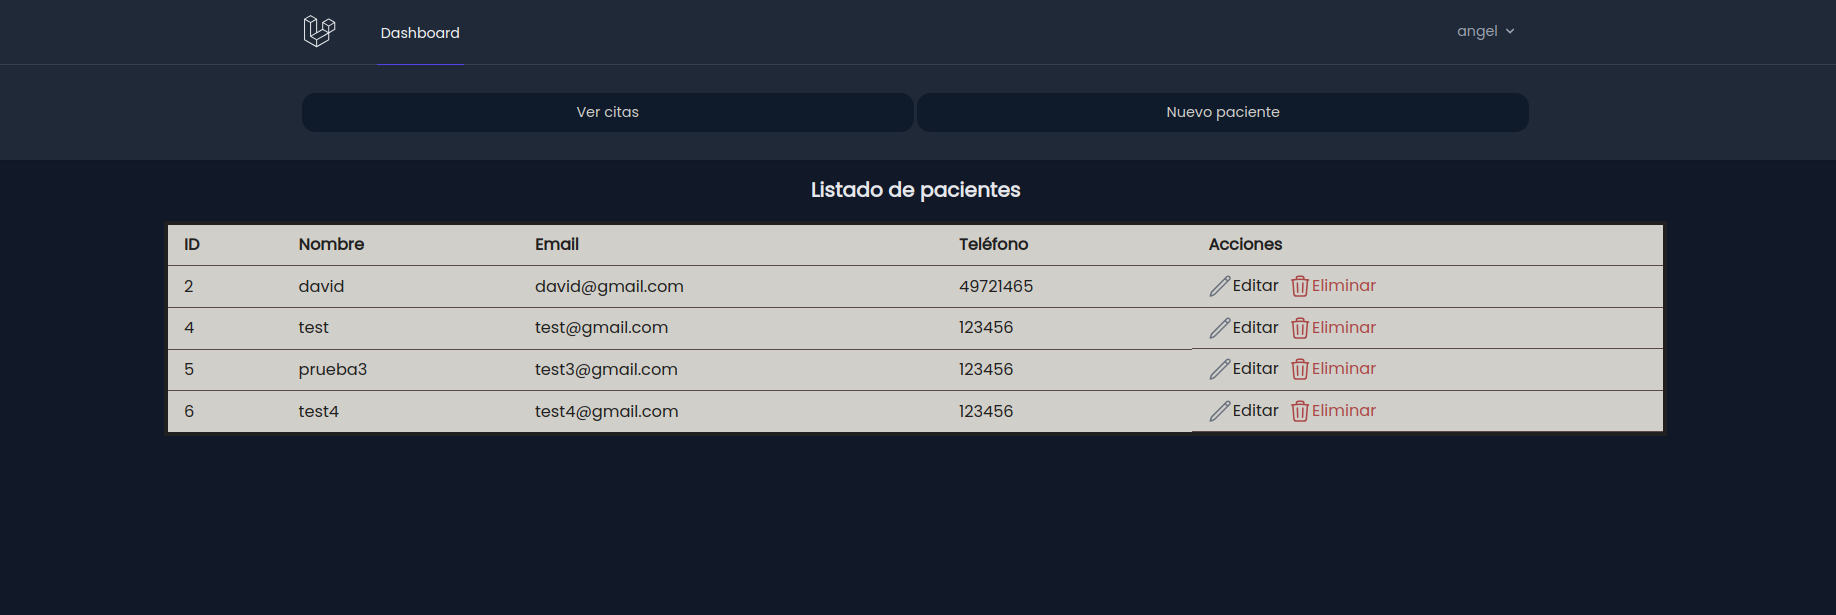 Dashboard
angel
Ver citas
Nuevo paciente
Listado de pacientes
ID Nombre Email Teléfono Acciones
2 david david@gmail.com 49721465 Editar Eliminar
4 test test@gmail.com 123456 Editar Eliminar
5 prueba3 test3@gmail.com 123456 Editar Eliminar
6 test4 test4@gmail.com 123456 Editar Eliminar